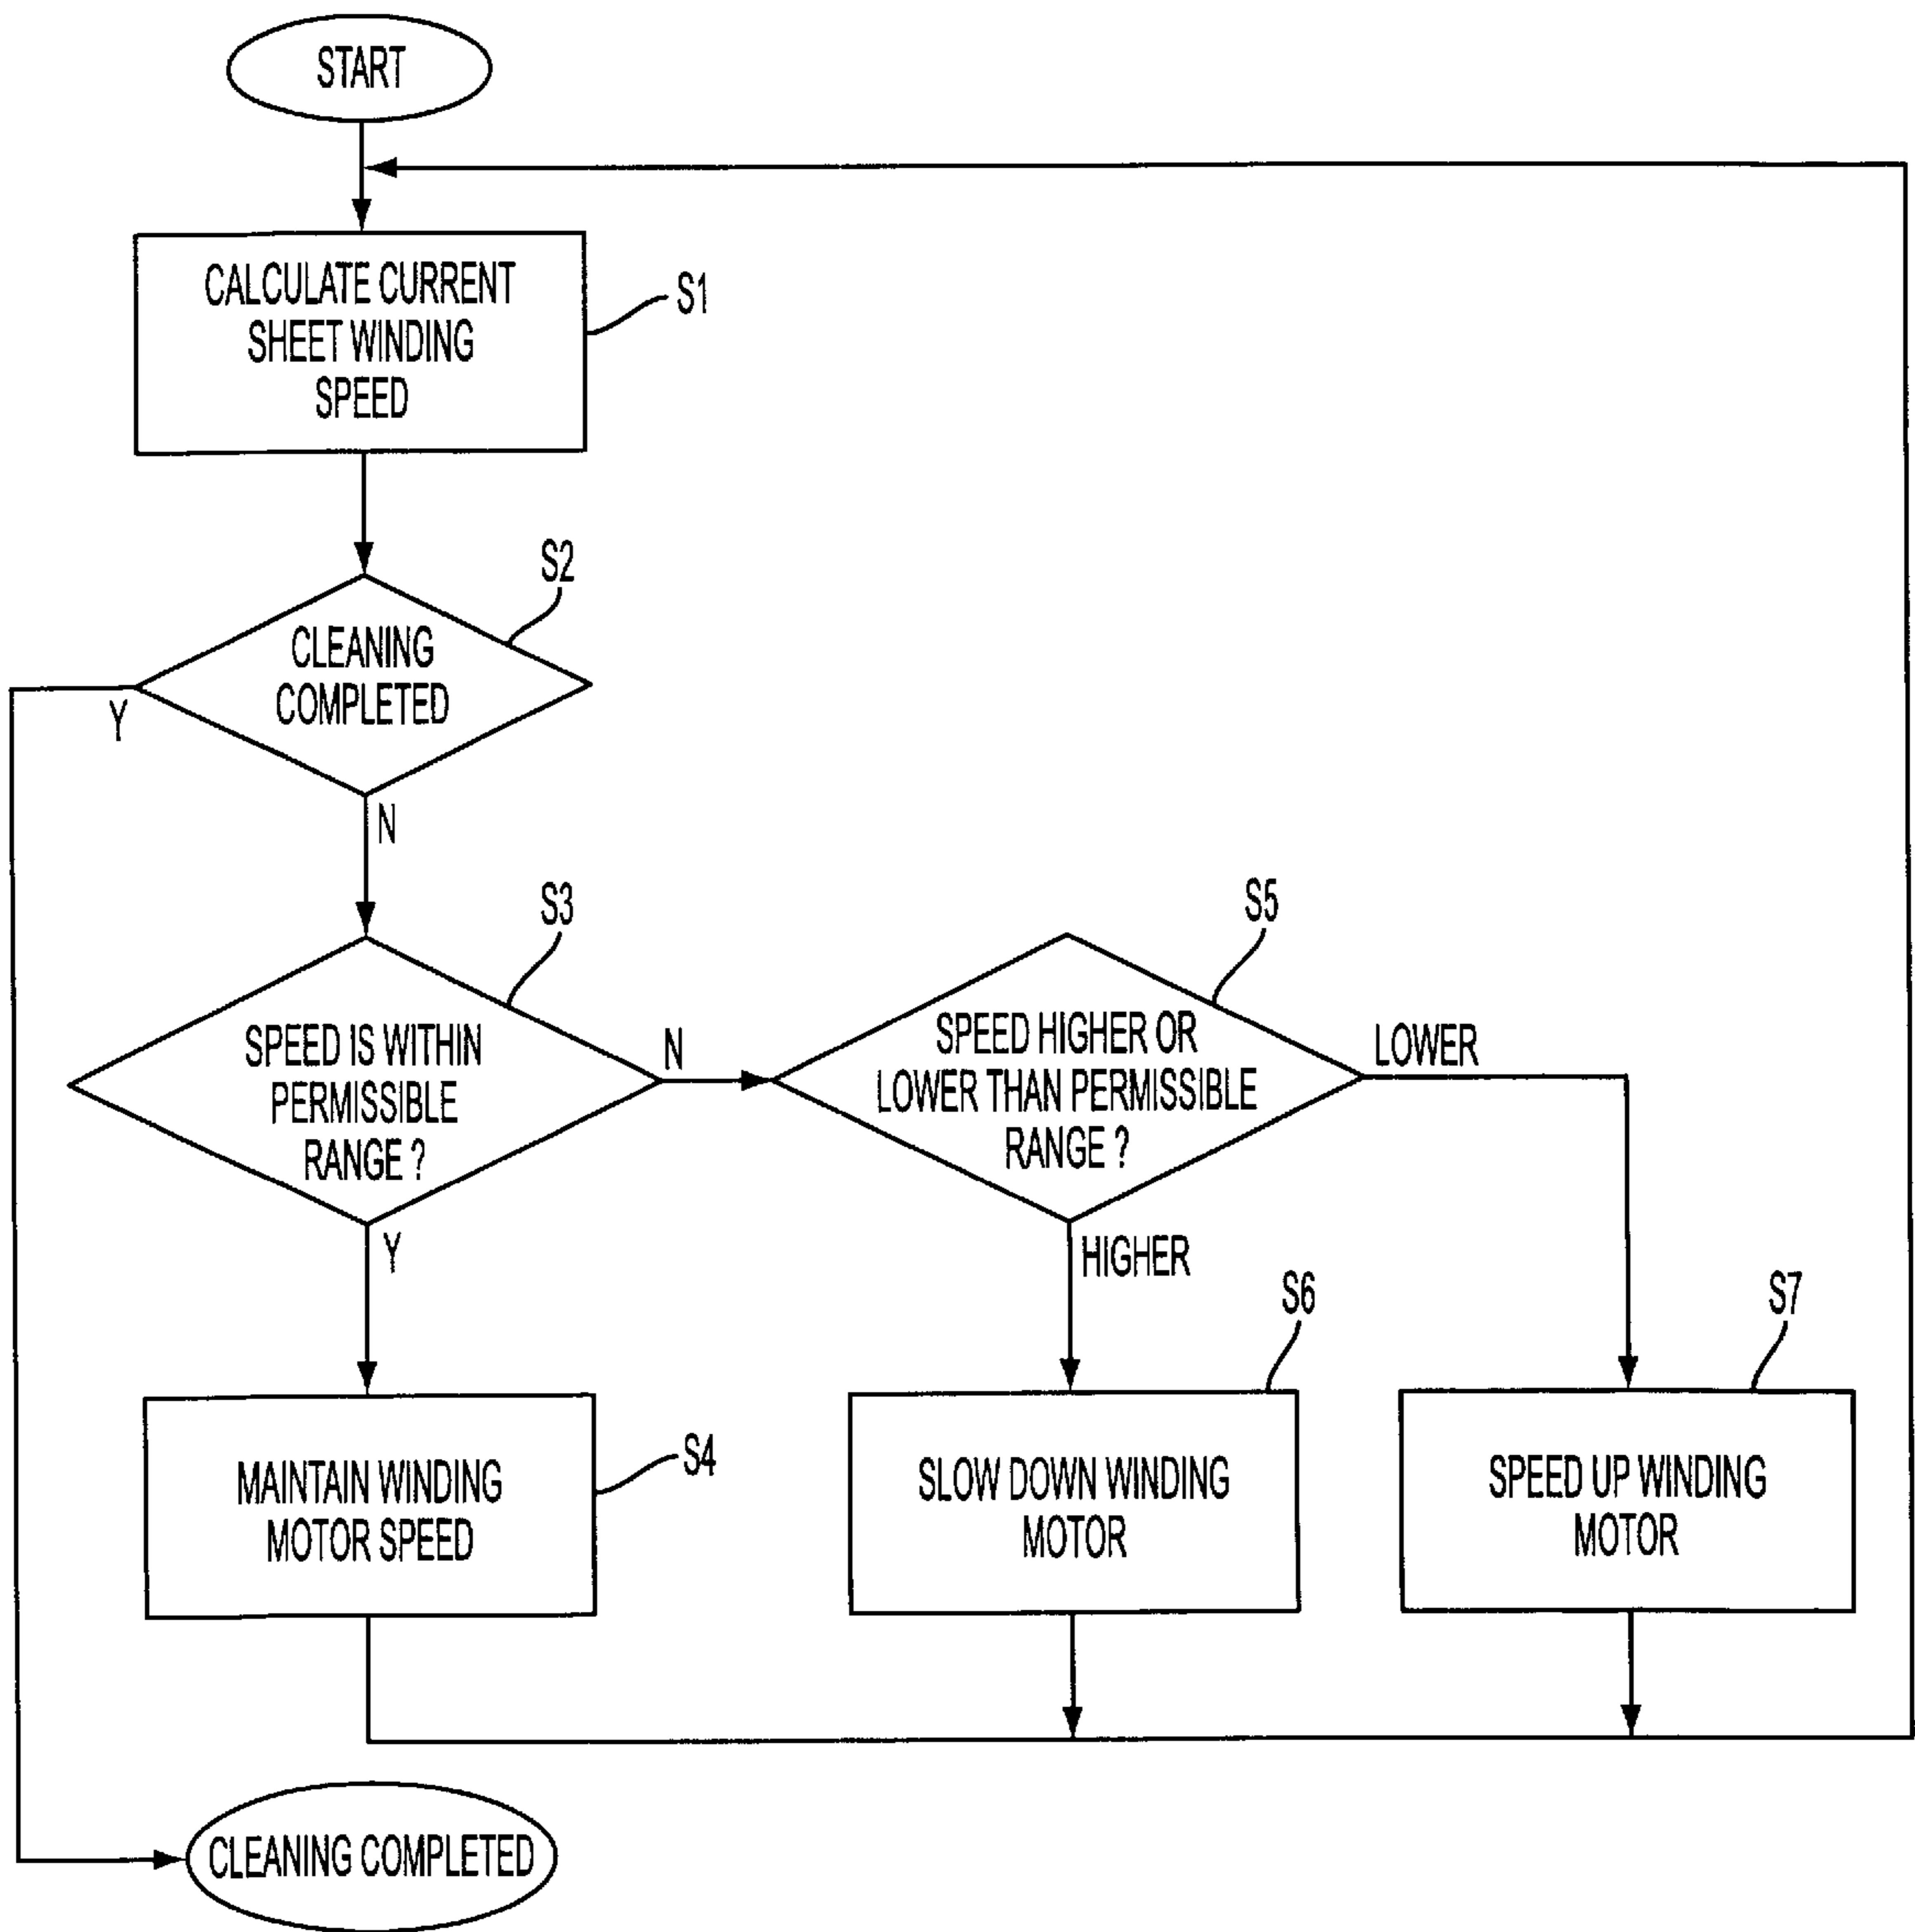 START
CALCULATE CURRENT
SHEET WINDING
SPEED
S1
S2
CLEANING
COMPLETED
Y
N
S3
SPEED IS WITHIN
PERMISSIBLE
RANGE ?
N
Y
S5
SPEED HIGHER OR
LOWER THAN PERMISSIBLE
RANGE ?
LOWER
HIGHER
S4
MAINTAIN WINDING
MOTOR SPEED
S6
SLOW DOWN WINDING
MOTOR
S7
SPEED UP WINDING
MOTOR
CLEANING COMPLETED